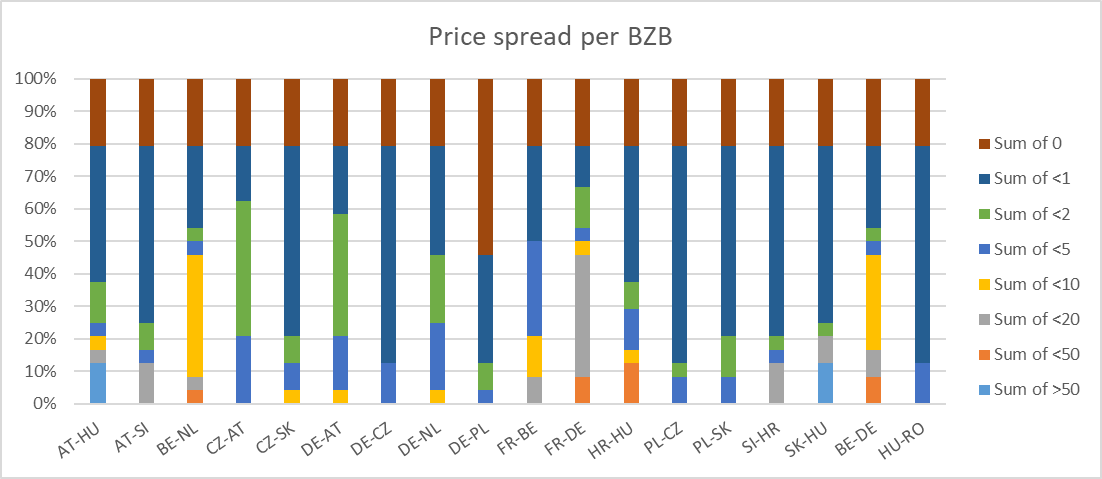 Price spread per BZB
100%
90%
80%
70%
60%
50%
40%
30%
20%
10%
0%
AT-HU
AT-SI
BE-NL
CZ-AT
CZ-SK
DE-AT
DE-CZ
DE-NL
DE-PL
FR-BE
FR-DE
HR-HU
PL-CZ
PL-SK
SI-HR
SK-HU
BE-DE
HU-RO
Sum of 0
Sum of <1
Sum of <2
Sum of <5
Sum of <10
Sum of <20
Sum of <50
Sum of >50